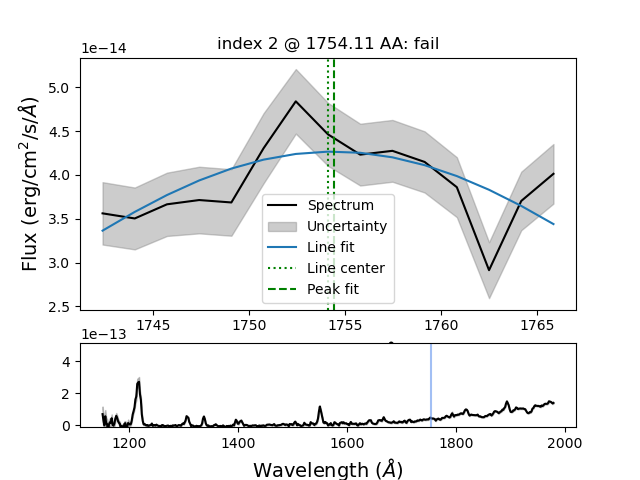 index 2 @ 1754.11 AA: fail
1e−14
5.0
4.5
4.0
3.5
3.0
2.5
Flux (erg/cm²/s/Å)
Spectrum
Uncertainty
Line fit
Line center
Peak fit
1745 1750 1755 1760 1765
1e−13
4
2
0
1200 1400 1600 1800 2000
Wavelength (Å)